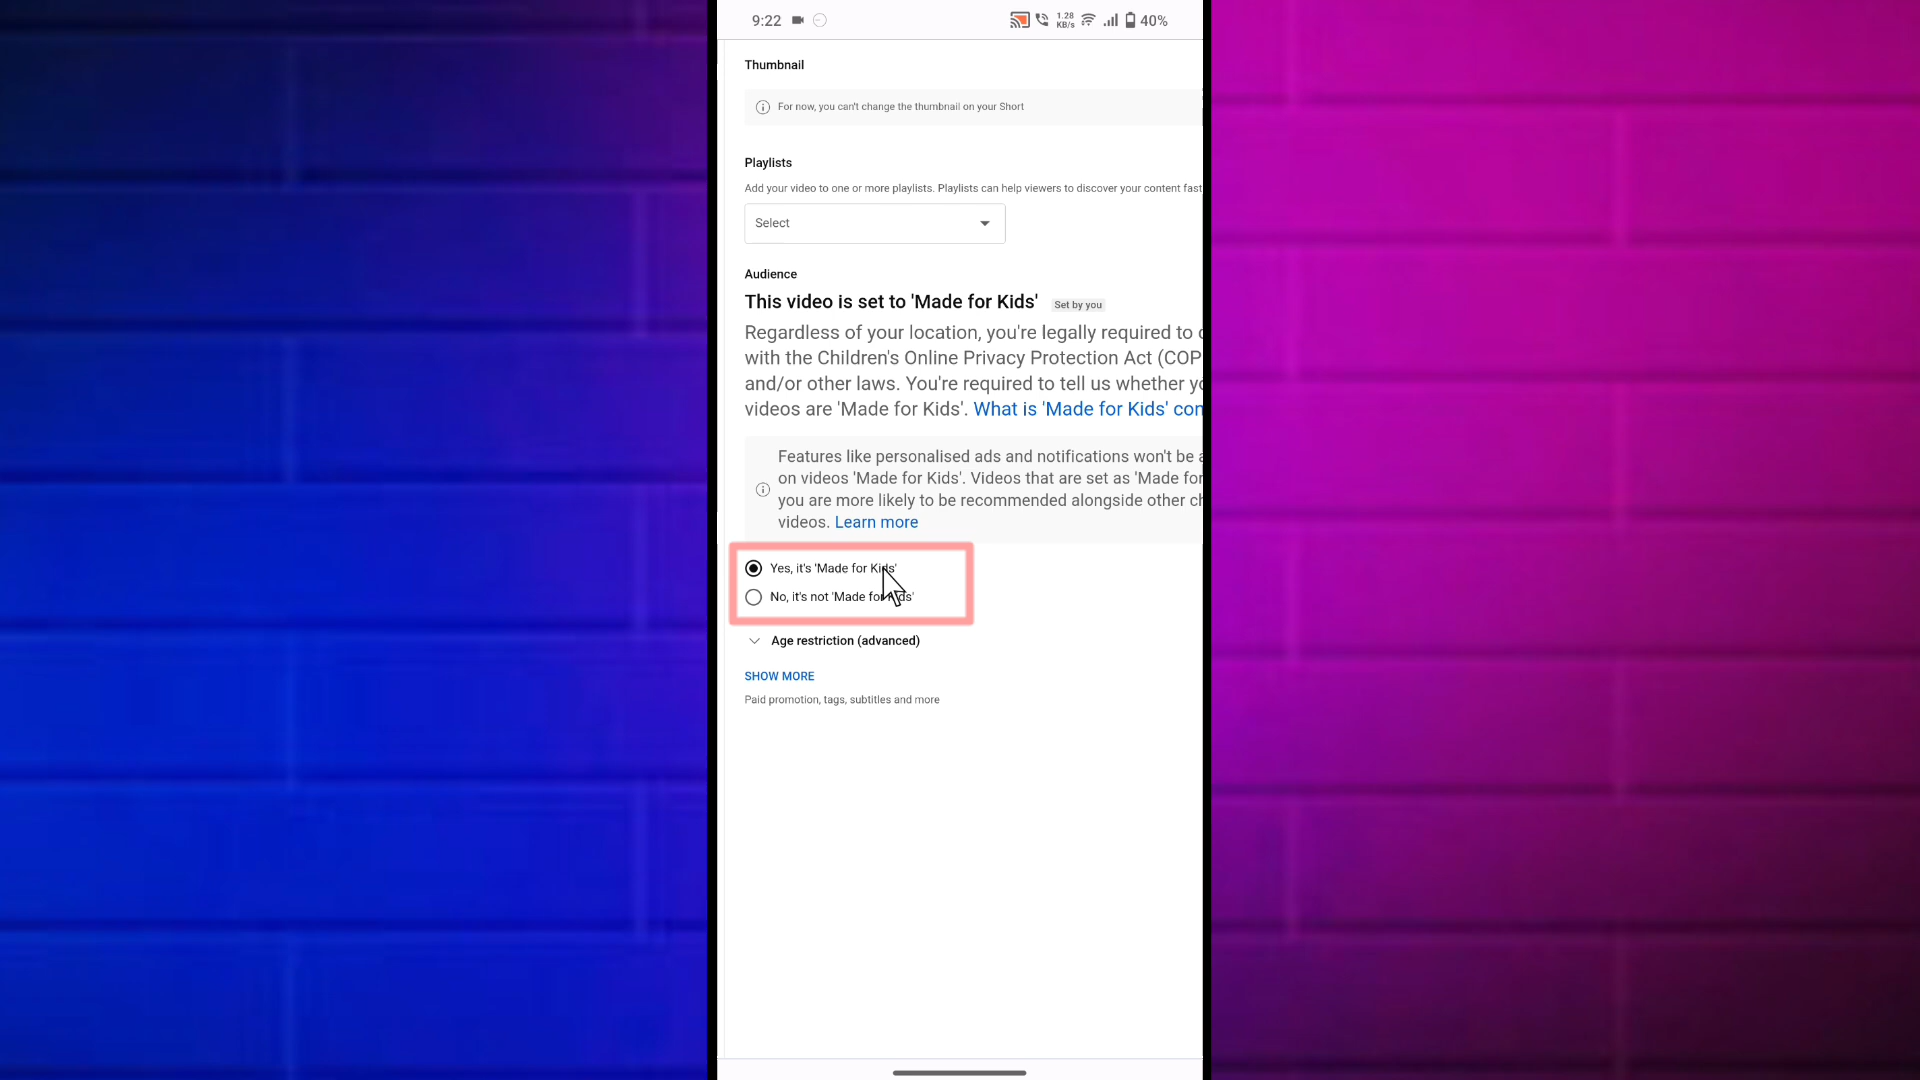 9:22 1.28 KB/s 40%
Thumbnail
For now, you can't change the thumbnail on your Short
Playlists
Add your video to one or more playlists. Playlists can help viewers to discover your content fast
Select
Audience
This video is set to 'Made for Kids' Set by you
Regardless of your location, you're legally required to
with the Children's Online Privacy Protection Act (COP
and/or other laws. You're required to tell us whether
videos are 'Made for Kids'. What is 'Made for Kids' con
Features like personalised ads and notifications won't be
on videos 'Made for Kids'. Videos that are set as 'Made for
you are more likely to be recommended alongside other
videos. Learn more
Yes, it's 'Made for Kids'
No, it's not 'Made for Kids'
Age restriction (advanced)
SHOW MORE
Paid promotion, tags, subtitles and more